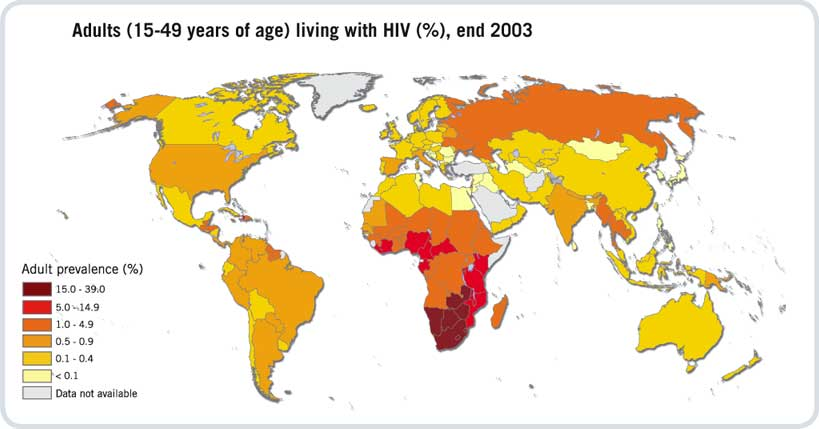 Adults (15-49 years of age) living with HIV (%), end 2003
Adult prevalence (%)
15.0 - 39.0
5.0 - 14.9
1.0 - 4.9
0.5 - 0.9
0.1 - 0.4
< 0.1
Data not available